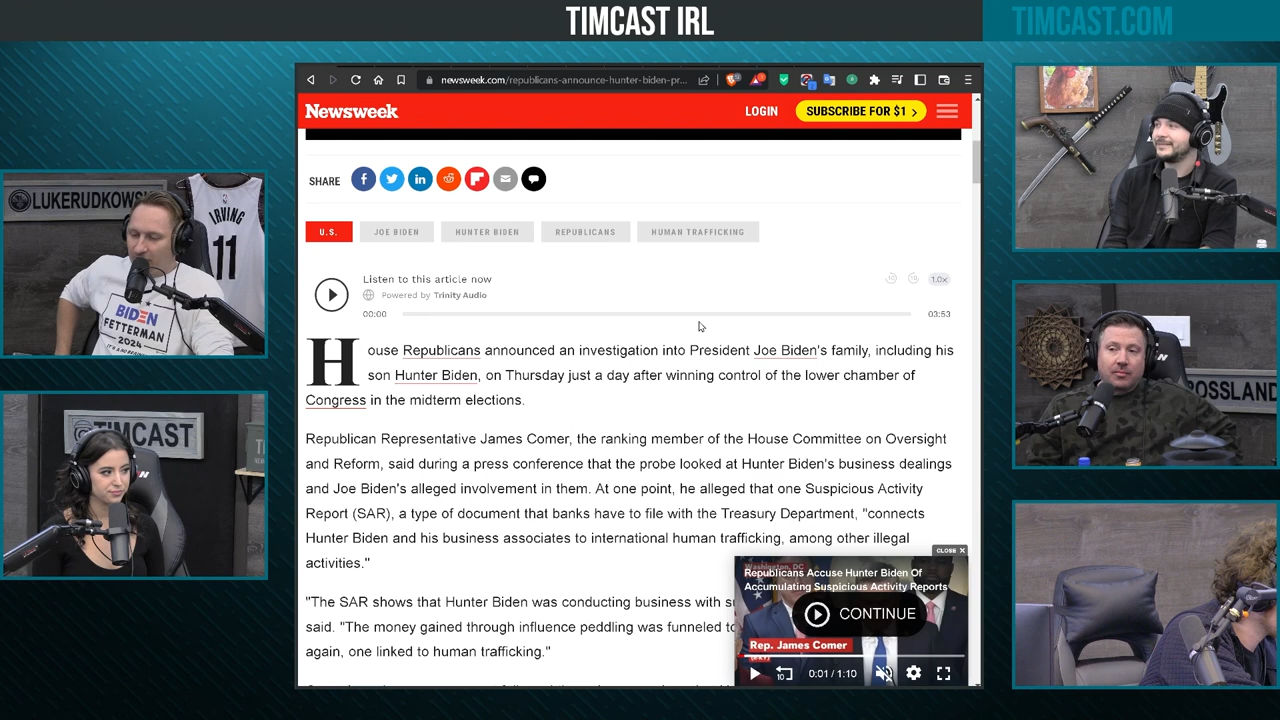 TIMCAST IRL
TIMCAST.COM
newsweek.com/republicans-announce-hunter-biden-pr...
Newsweek
LOGIN
SUBSCRIBE FOR $1
SHARE
U.S.
JOE BIDEN
HUNTER BIDEN
REPUBLICANS
HUMAN TRAFFICKING
Listen to this article now
Powered by Trinity Audio
1.0x
00:00
03:53
House Republicans announced an investigation into President Joe Biden's family, including his
son Hunter Biden, on Thursday just a day after winning control of the lower chamber of
Congress in the midterm elections.
Republican Representative James Comer, the ranking member of the House Committee on Oversight
and Reform, said during a press conference that the probe looked at Hunter Biden's business dealings
and Joe Biden's alleged involvement in them. At one point, he alleged that one Suspicious Activity
Report (SAR), a type of document that banks have to file with the Treasury Department, "connects
Hunter Biden and his business associates to international human trafficking, among other illegal
activities."
"The SAR shows that Hunter Biden was conducting business with
said. "The money gained through influence peddling was funneled to
again, one linked to human trafficking."
CLOSE X
Washington, DC
Republicans Accuse Hunter Biden Of
Accumulating Suspicious Activity Reports
CONTINUE
Rep. James Comer
10
0:01 / 1:10
@LUKERUDKOWS
IRVING
11
BIDEN
FETTERMAN
2024
@TIMCAST
ROSSLAND